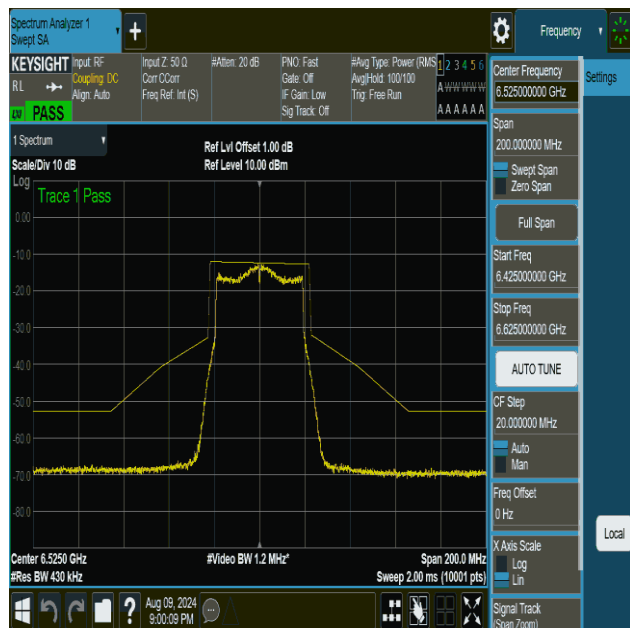 Spectrum Analyzer 1
Swept SA
+
Frequency
KEYSIGHT
RL
PASS
Input: RF
Coupling: DC
Align: Auto
Input Z: 50 Ω
Corr CCorr
Freq Ref: Int (S)
#Atten: 20 dB
PNO: Fast
Gate: Off
IF Gain: Low
Sig Track: Off
#Avg Type: Power (RMS
Avg|Hold: 100/100
Trig: Free Run
1 2 3 4 5 6
A W W W W W
A A A A A A
1 Spectrum
Scale/Div 10 dB
Log
Ref Lvl Offset 1.00 dB
Ref Level 10.00 dBm
Trace 1 Pass
0.00
-10.0
-20.0
-30.0
-40.0
-50.0
-60.0
-70.0
-80.0
Center 6.5250 GHz
#Res BW 430 kHz
#Video BW 1.2 MHz*
Span 200.0 MHz
Sweep 2.00 ms (10001 pts)
Aug 09, 2024
9:00:09 PM
?
Center Frequency
6.525000000 GHz
Settings
Span
200.000000 MHz
Swept Span
Zero Span
Full Span
Start Freq
6.425000000 GHz
Stop Freq
6.625000000 GHz
AUTO TUNE
CF Step
20.000000 MHz
Auto
Man
Freq Offset
0 Hz
X Axis Scale
Log
Lin
Local
Signal Track
(Span Zoom)